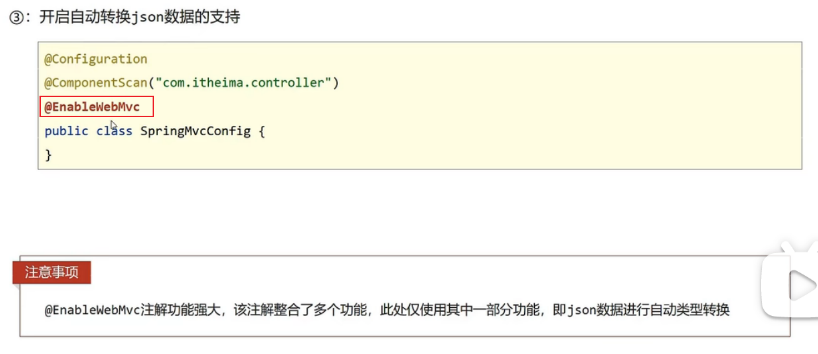 ③：开启自动转换json数据的支持
@Configuration
@ComponentScan("com.itheima.controller")
@EnableWebMvc
public class SpringMvcConfig {
}
注意事项
@EnableWebMvc注解功能强大，该注解整合了多个功能，此处仅使用其中一部分功能，即json数据进行自动类型转换